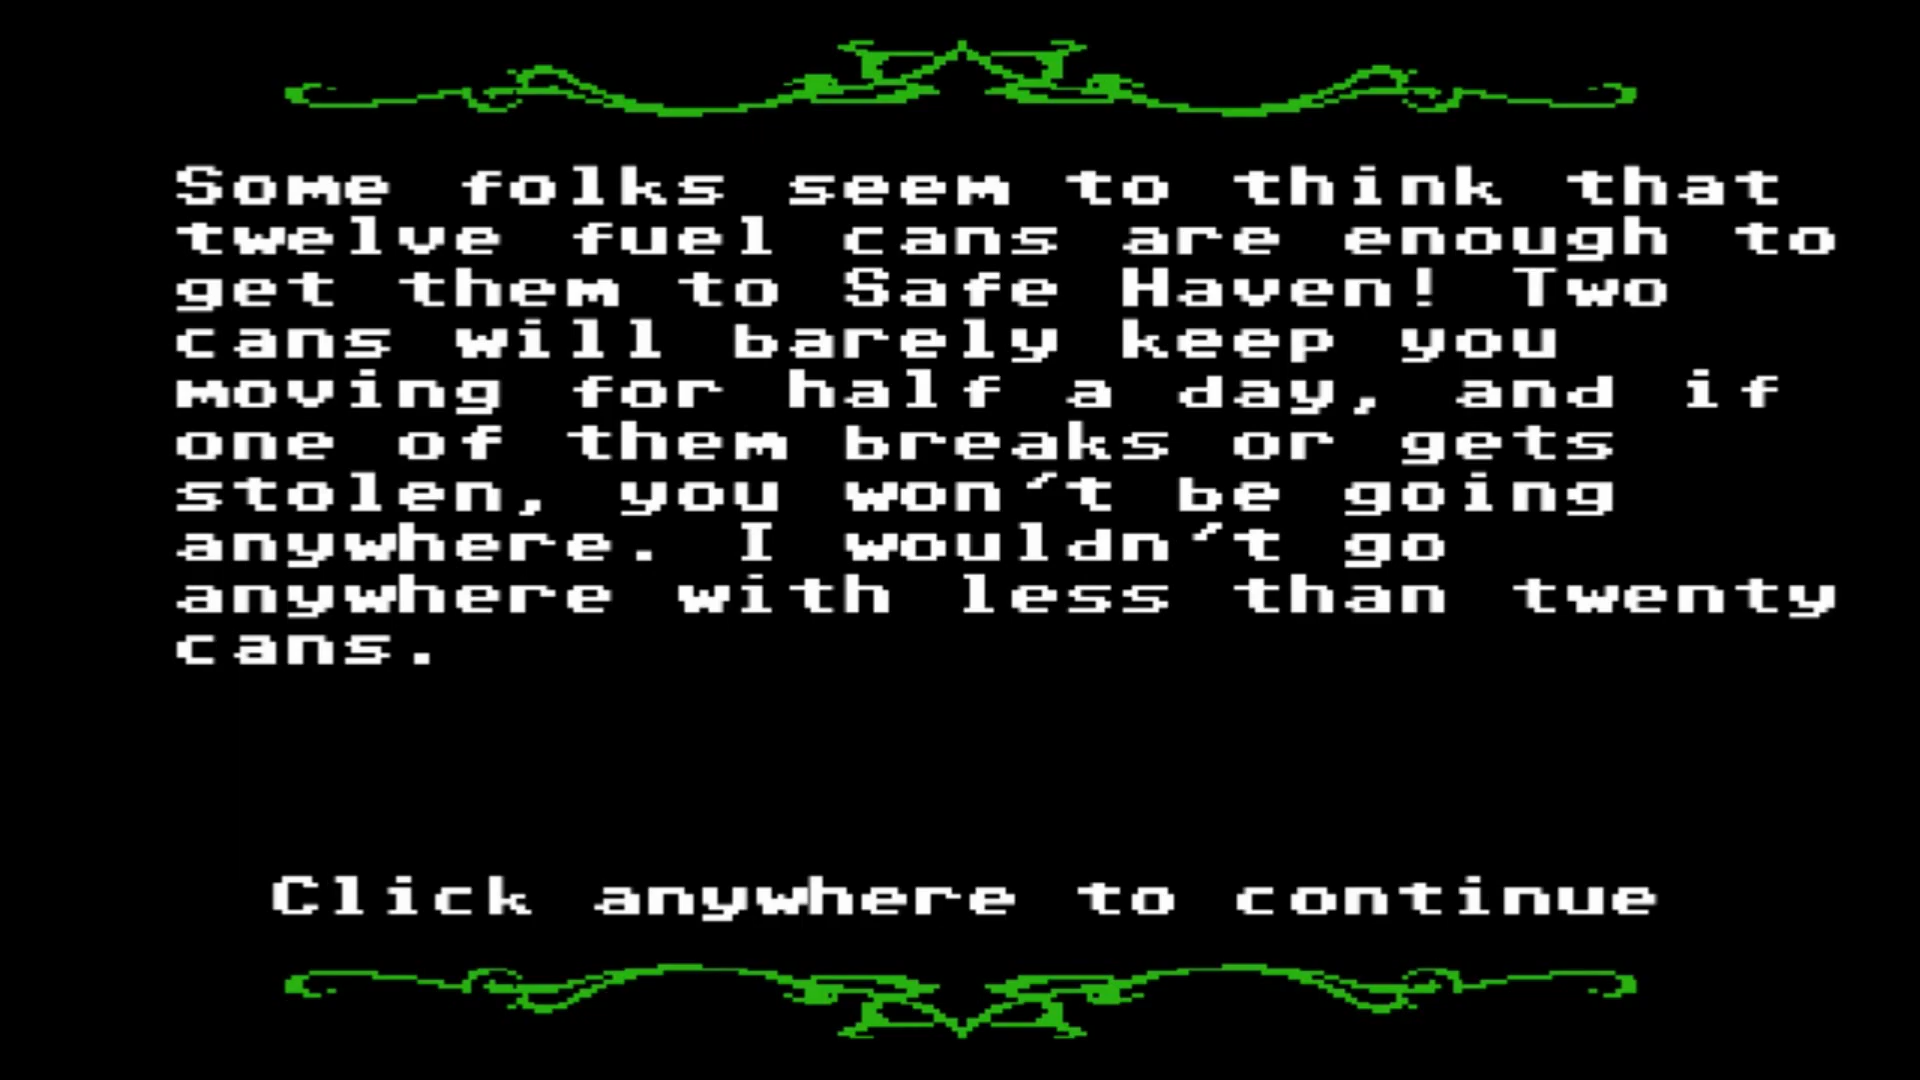 Some folks seem to think that
twelve fuel cans are enough to
get them to Safe Haven! Two
cans will barely keep you
moving for half a day, and if
one of them breaks or gets
stolen, you won't be going
anywhere. I wouldn't go
anywhere with less than twenty
cans.
Click anywhere to continue